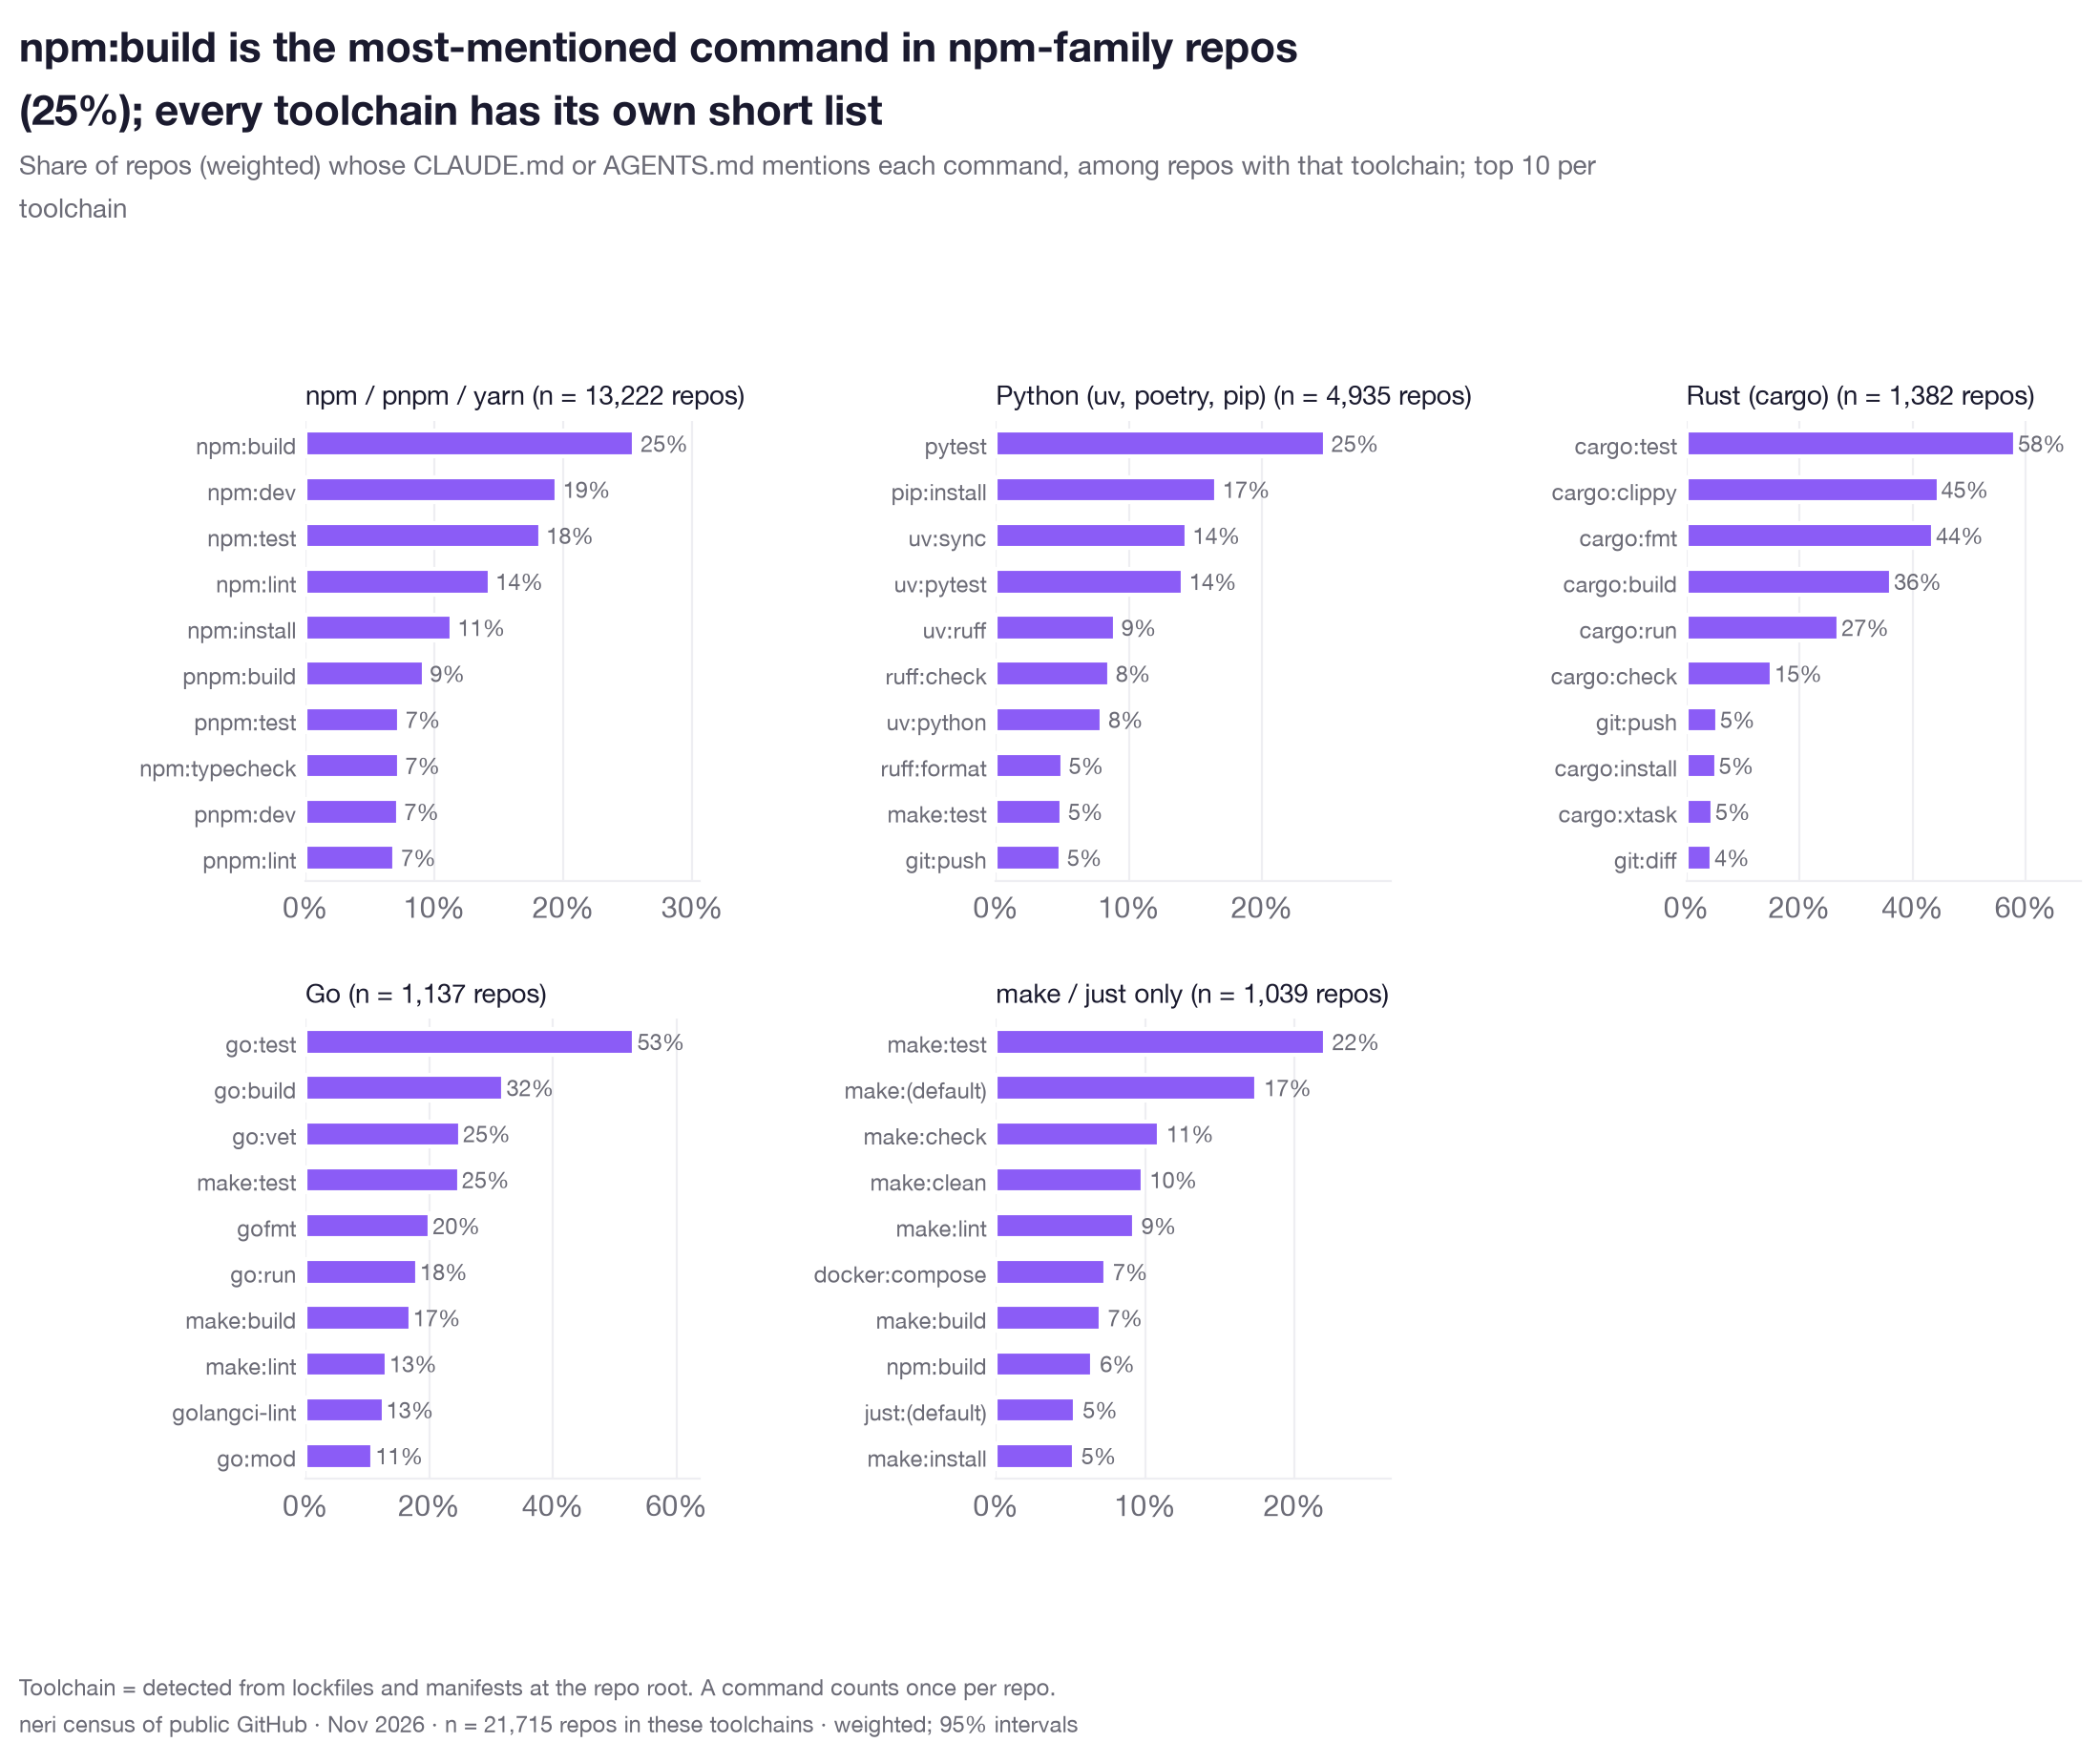 npm:build is the most-mentioned command in npm-family repos
(25%); every toolchain has its own short list
Share of repos (weighted) whose CLAUDE.md or AGENTS.md mentions each command, among repos with that toolchain; top 10 per
toolchain
npm / pnpm / yarn (n = 13,222 repos)
npm:build 25%
npm:dev 19%
npm:test 18%
npm:lint 14%
npm:install 11%
pnpm:build 9%
pnpm:test 7%
npm:typecheck 7%
pnpm:dev 7%
pnpm:lint 7%
0% 10% 20% 30%
Python (uv, poetry, pip) (n = 4,935 repos)
pytest 25%
pip:install 17%
uv:sync 14%
uv:pytest 14%
uv:ruff 9%
ruff:check 8%
uv:python 8%
ruff:format 5%
make:test 5%
git:push 5%
0% 10% 20%
Rust (cargo) (n = 1,382 repos)
cargo:test 58%
cargo:clippy 45%
cargo:fmt 44%
cargo:build 36%
cargo:run 27%
cargo:check 15%
git:push 5%
cargo:install 5%
cargo:xtask 5%
git:diff 4%
0% 20% 40% 60%
Go (n = 1,137 repos)
go:test 53%
go:build 32%
go:vet 25%
make:test 25%
gofmt 20%
go:run 18%
make:build 17%
make:lint 13%
golangci-lint 13%
go:mod 11%
0% 20% 40% 60%
make / just only (n = 1,039 repos)
make:test 22%
make:(default) 17%
make:check 11%
make:clean 10%
make:lint 9%
docker:compose 7%
make:build 7%
npm:build 6%
just:(default) 5%
make:install 5%
0% 10% 20%
Toolchain = detected from lockfiles and manifests at the repo root. A command counts once per repo.
neri census of public GitHub · Nov 2026 · n = 21,715 repos in these toolchains · weighted; 95% intervals